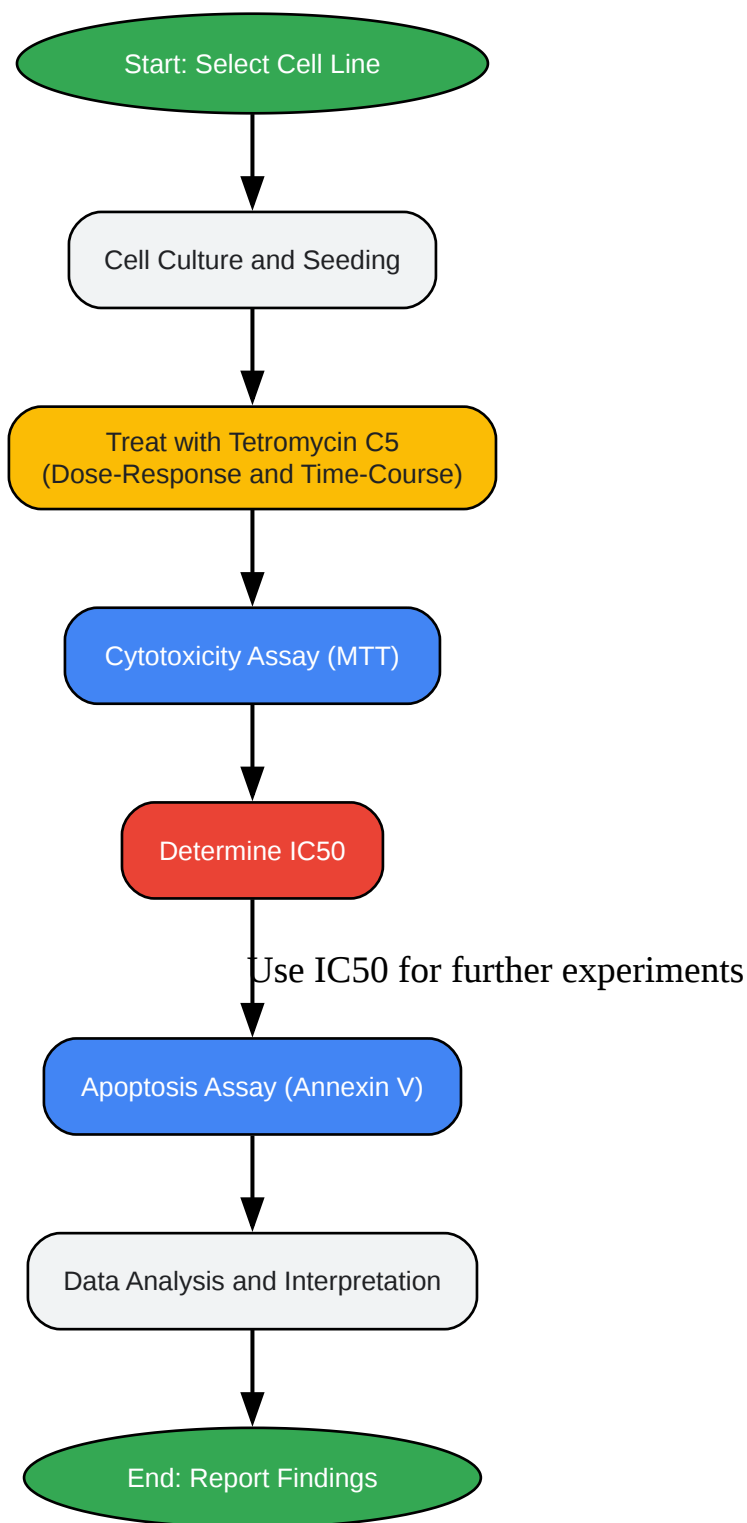 Start: Select Cell Line
Cell Culture and Seeding
Treat with Tetromycin C5
(Dose-Response and Time-Course)
Cytotoxicity Assay (MTT)
Determine IC50
Use IC50 for further experiments
Apoptosis Assay (Annexin V)
Data Analysis and Interpretation
End: Report Findings